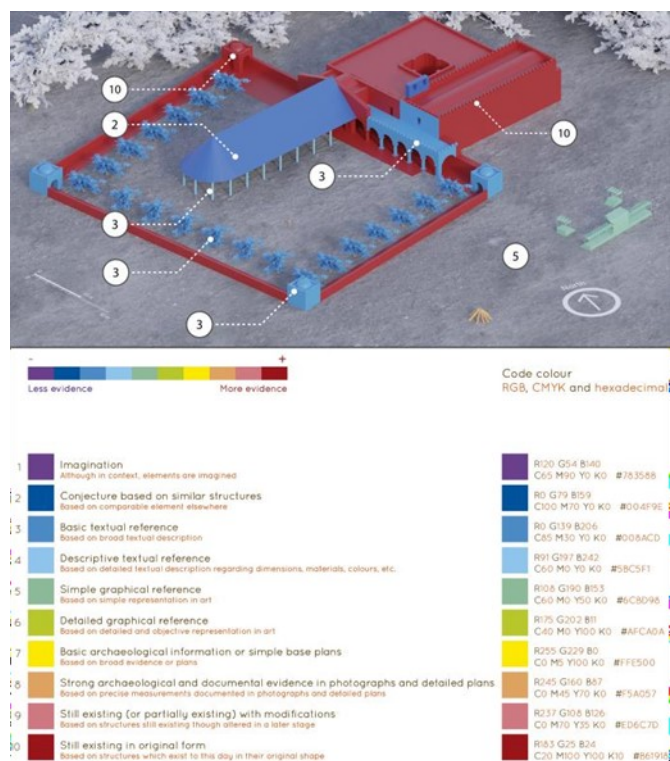 10
2
3
10
3
3
5
3
North
- +
Less evidence More evidence
Code colour
RGB, CMYK and hexadecimal
1 Imagination R120 G54 B140
Although in context, elements are imagined C65 M90 Y0 K0 #783588
2 Conjecture based on similar structures R0 G79 B159
Based on comparable element elsewhere C100 M70 Y0 K0 #004F9E
3 Basic textual reference R0 G139 B206
Based on broad textual description C85 M30 Y0 K0 #008ACD
4 Descriptive textual reference R91 G197 B242
Based on detailed textual description regarding dimensions, materials, colours, etc. C60 M0 Y0 K0 #5BC5F1
5 Simple graphical reference R108 G190 B153
Based on simple representation in art C60 M0 Y50 K0 #6CBD98
6 Detailed graphical reference R175 G202 B11
Based on detailed and objective representation in art C40 M0 Y100 K0 #AFCA0A
7 Basic archaeological information or simple base plans R255 G229 B0
Based on broad evidence or plans C0 M5 Y100 K0 #FFE500
8 Strong archaeological and documental evidence in photographs and detailed plans R245 G160 B87
Based on precise measurements documented in photographs and detailed plans C0 M45 Y70 K0 #F5A057
9 Still existing (or partially existing) with modifications R237 G108 B126
Based on structures still existing though altered in a later stage C0 M70 Y35 K0 #ED6C7D
10 Still existing in original form R183 G25 B24
Based on structures which exist to this day in their original shape C20 M100 Y100 K10 #B61918